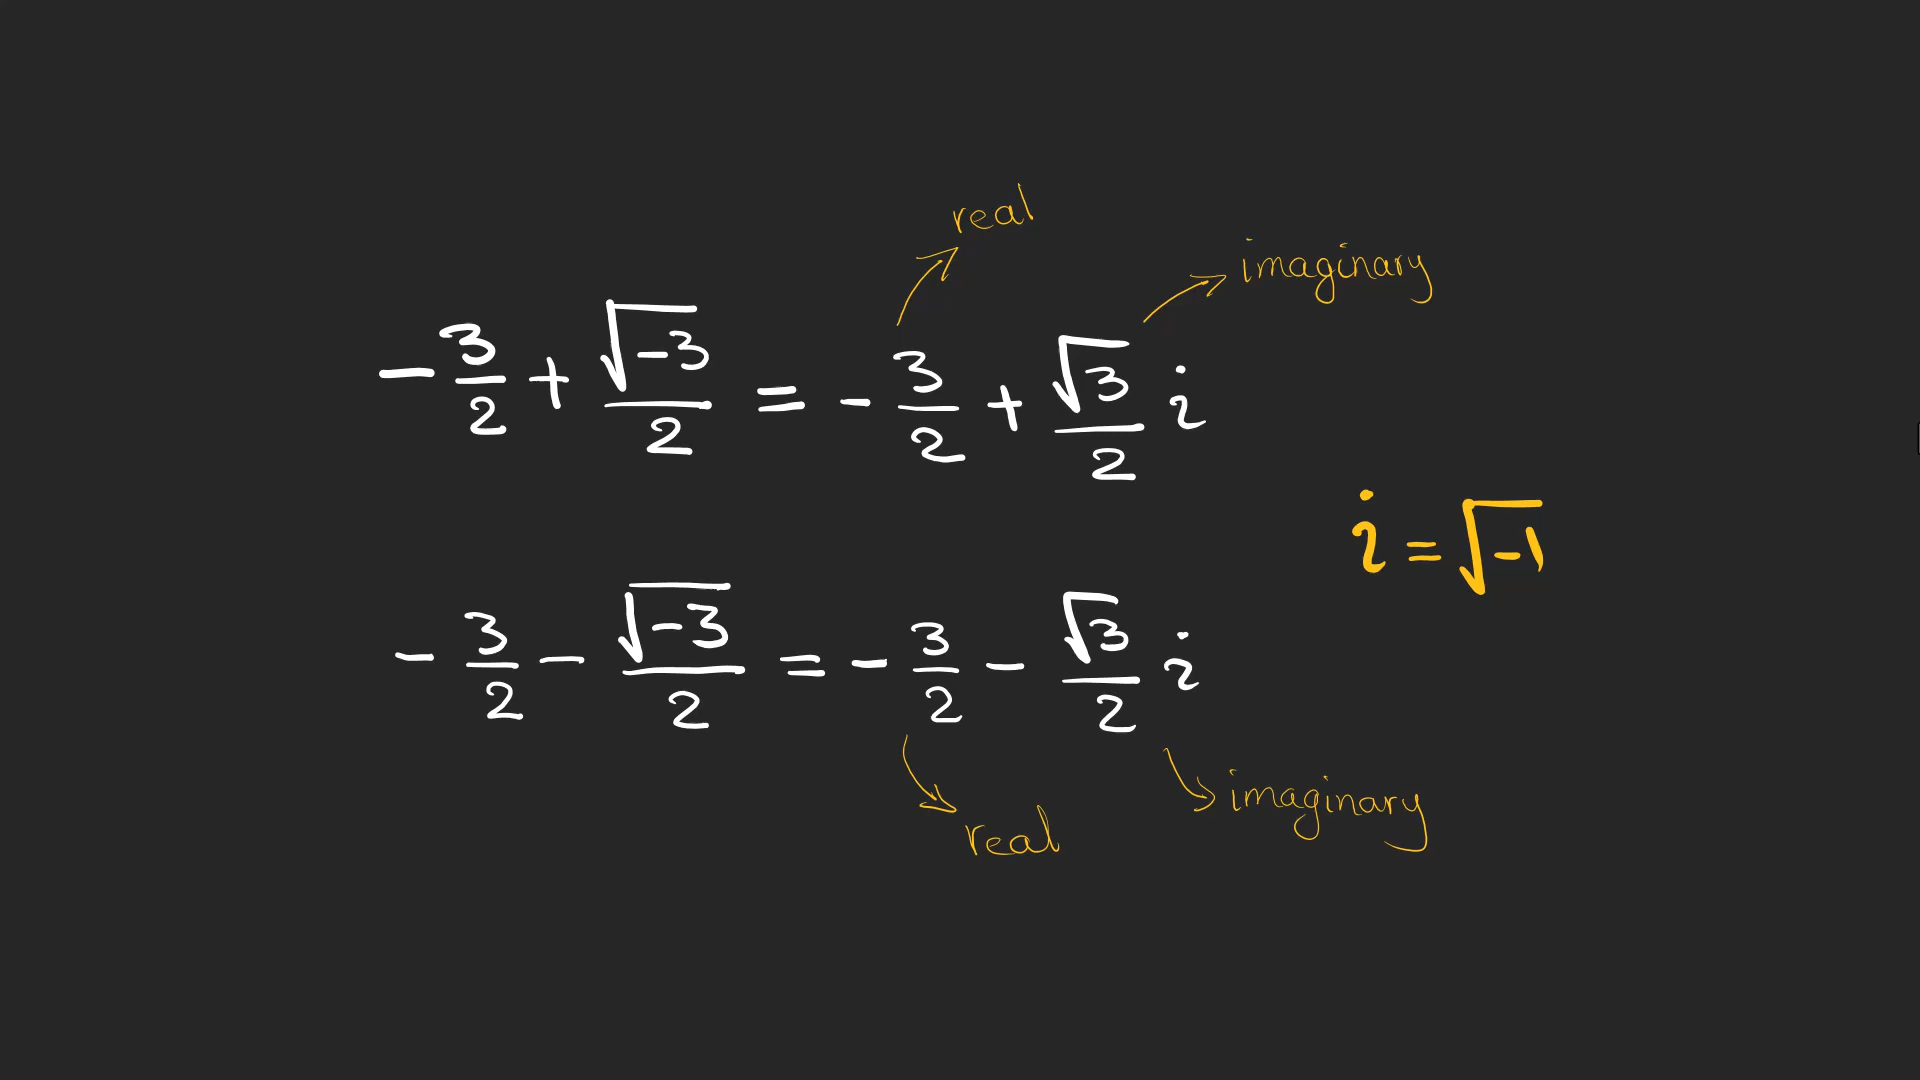 real
imaginary
-3/2 + √-3/2 = -3/2 + √3/2 i
i = √-1
-3/2 - √-3/2 = -3/2 - √3/2 i
imaginary
real